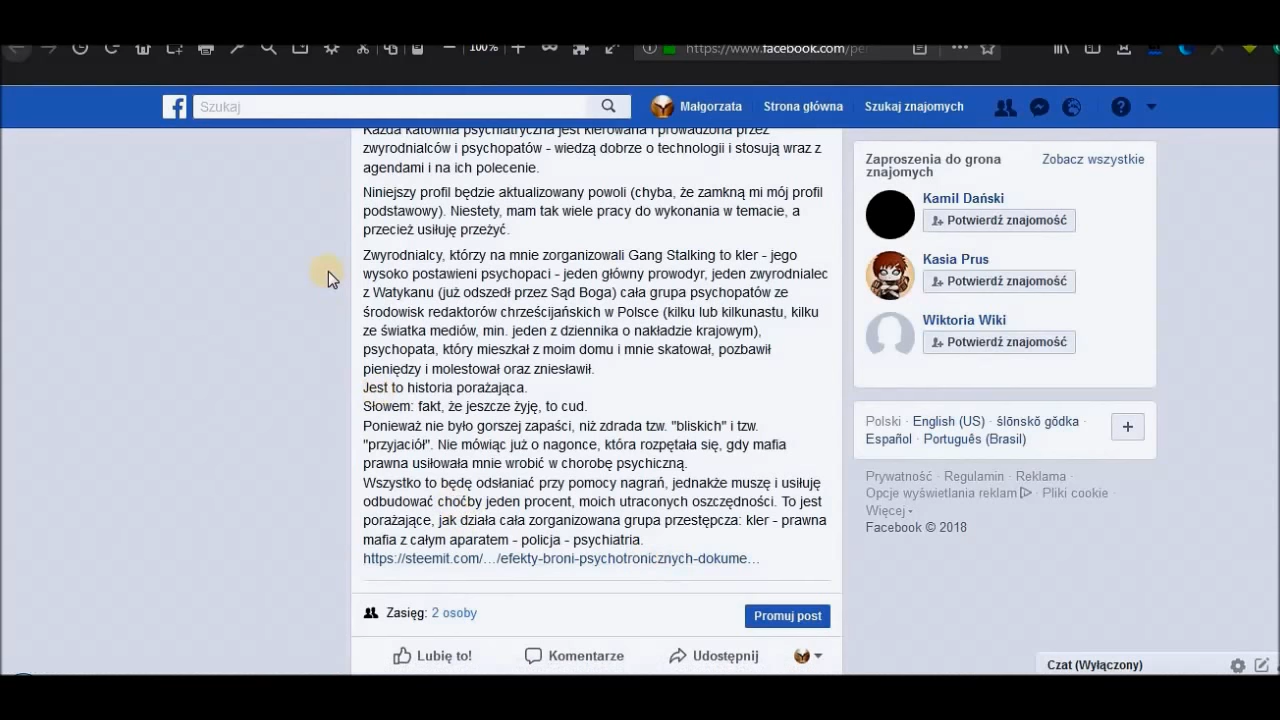 100%
https://www.facebook.com/pe
Szukaj
Małgorzata
Strona główna
Szukaj znajomych
Każda katownia psychiatryczna jest kierowana i prowadzona przez
zwyrodnialców i psychopatów - wiedzą dobrze o technologii i stosują wraz z
agendami i na ich polecenie.
Niniejszy profil będzie aktualizowany powoli (chyba, że zamkną mi mój profil
podstawowy). Niestety, mam tak wiele pracy do wykonania w temacie, a
przecież usiłuję przeżyć.
Zwyrodnialcy, którzy na mnie zorganizowali Gang Stalking to kler - jego
wysoko postawieni psychopaci - jeden główny prowodyr, jeden zwyrodnialec
z Watykanu (już odszedł przez Sąd Boga) cała grupa psychopatów ze
środowisk redaktorów chrześcijańskich w Polsce (kilku lub kilkunastu, kilku
ze światka mediów, min. jeden z dziennika o nakładzie krajowym),
psychopata, który mieszkał z moim domu i mnie skatował, pozbawił
pieniędzy i molestował oraz zniesławił.
Jest to historia porażająca.
Słowem: fakt, że jeszcze żyję, to cud.
Ponieważ nie było gorszej zapaści, niż zdrada tzw. "bliskich" i tzw.
"przyjaciół". Nie mówiąc już o nagonce, która rozpętała się, gdy mafia
prawna usiłowała mnie wrobić w chorobę psychiczną.
Wszystko to będę odsłaniać przy pomocy nagrań, jednakże muszę i usiłuję
odbudować choćby jeden procent, moich utraconych oszczędności. To jest
porażające, jak działa cała zorganizowana grupa przestępcza: kler - prawna
mafia z całym aparatem - policja - psychiatria.
https://steemit.com/…/efekty-broni-psychotronicznych-dokume…
Zasięg: 2 osoby
Promuj post
Lubię to!
Komentarze
Udostępnij
Zaproszenia do grona
znajomych
Zobacz wszystkie
Kamil Dański
Potwierdź znajomość
Kasia Prus
Potwierdź znajomość
Wiktoria Wiki
Potwierdź znajomość
Polski · English (US) · ślōnskŏ gŏdka ·
Español · Português (Brasil)
Prywatność · Regulamin · Reklama ·
Opcje wyświetlania reklam · Pliki cookie ·
Więcej
Facebook © 2018
Czat (Wyłączony)